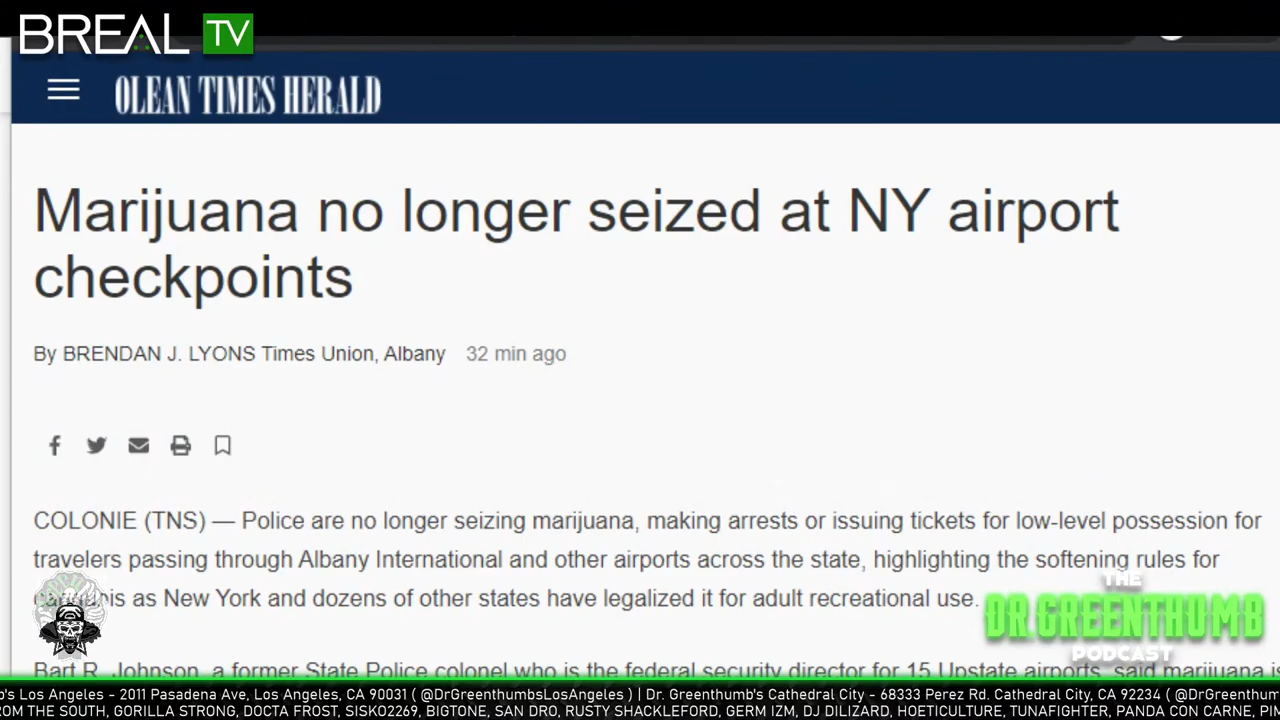 BREAL TV
OLEAN TIMES HERALD
Marijuana no longer seized at NY airport
checkpoints
By BRENDAN J. LYONS Times Union, Albany 32 min ago
COLONIE (TNS) — Police are no longer seizing marijuana, making arrests or issuing tickets for low-level possession for
travelers passing through Albany International and other airports across the state, highlighting the softening rules for
cannabis as New York and dozens of other states have legalized it for adult recreational use.
THE
DR.GREENTHUMB
PODCAST
Bart R. Johnson, a former State Police colonel who is the federal security director for 15 Upstate airports, said marijuana is
b's Los Angeles - 2011 Pasadena Ave, Los Angeles, CA 90031 ( @DrGreenthumbsLosAngeles ) | Dr. Greenthumb's Cathedral City - 68333 Perez Rd. Cathedral City, CA 92234 ( @DrGreenthum
ROM THE SOUTH, GORILLA STRONG, DOCTA FROST, SISKO2269, BIGTONE, SAN DRO, RUSTY SHACKLEFORD, GERM IZM, DJ DILIZARD, HOETICULTURE, TUNAFIGHTER, PANDA CON CARNE, PI